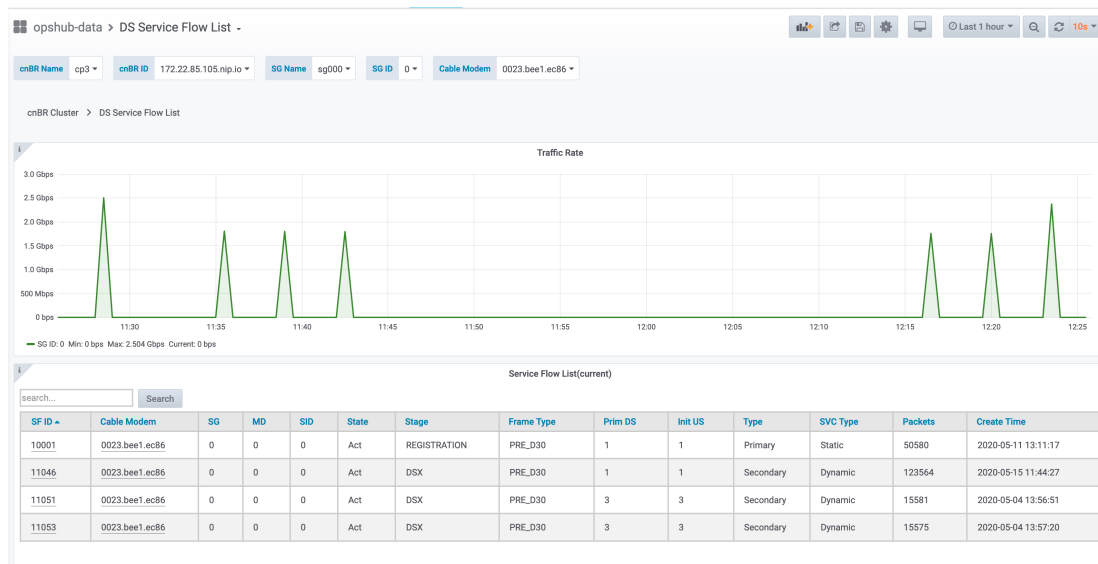 opshub-data > DS Service Flow List
Last 1 hour 10s
cnBR Name cp3 cnBR ID 172.22.85.105.nip.io SG Name sg000 SG ID 0 Cable Modem 0023.bee1.ec86
cnBR Cluster > DS Service Flow List
i
Traffic Rate
3.0 Gbps
2.5 Gbps
2.0 Gbps
1.5 Gbps
1.0 Gbps
500 Mbps
0 bps
11:30 11:35 11:40 11:45 11:50 11:55 12:00 12:05 12:10 12:15 12:20 12:25
SG ID: 0 Min: 0 bps Max: 2.504 Gbps Current: 0 bps
i
Service Flow List(current)
search... Search
SF ID Cable Modem SG MD SID State Stage Frame Type Prim DS Init US Type SVC Type Packets Create Time
10001 0023.bee1.ec86 0 0 0 Act REGISTRATION PRE_D30 1 1 Primary Static 50580 2020-05-11 13:11:17
11046 0023.bee1.ec86 0 0 0 Act DSX PRE_D30 1 1 Secondary Dynamic 123564 2020-05-15 11:44:27
11051 0023.bee1.ec86 0 0 0 Act DSX PRE_D30 3 3 Secondary Dynamic 15581 2020-05-04 13:56:51
11053 0023.bee1.ec86 0 0 0 Act DSX PRE_D30 3 3 Secondary Dynamic 15575 2020-05-04 13:57:20